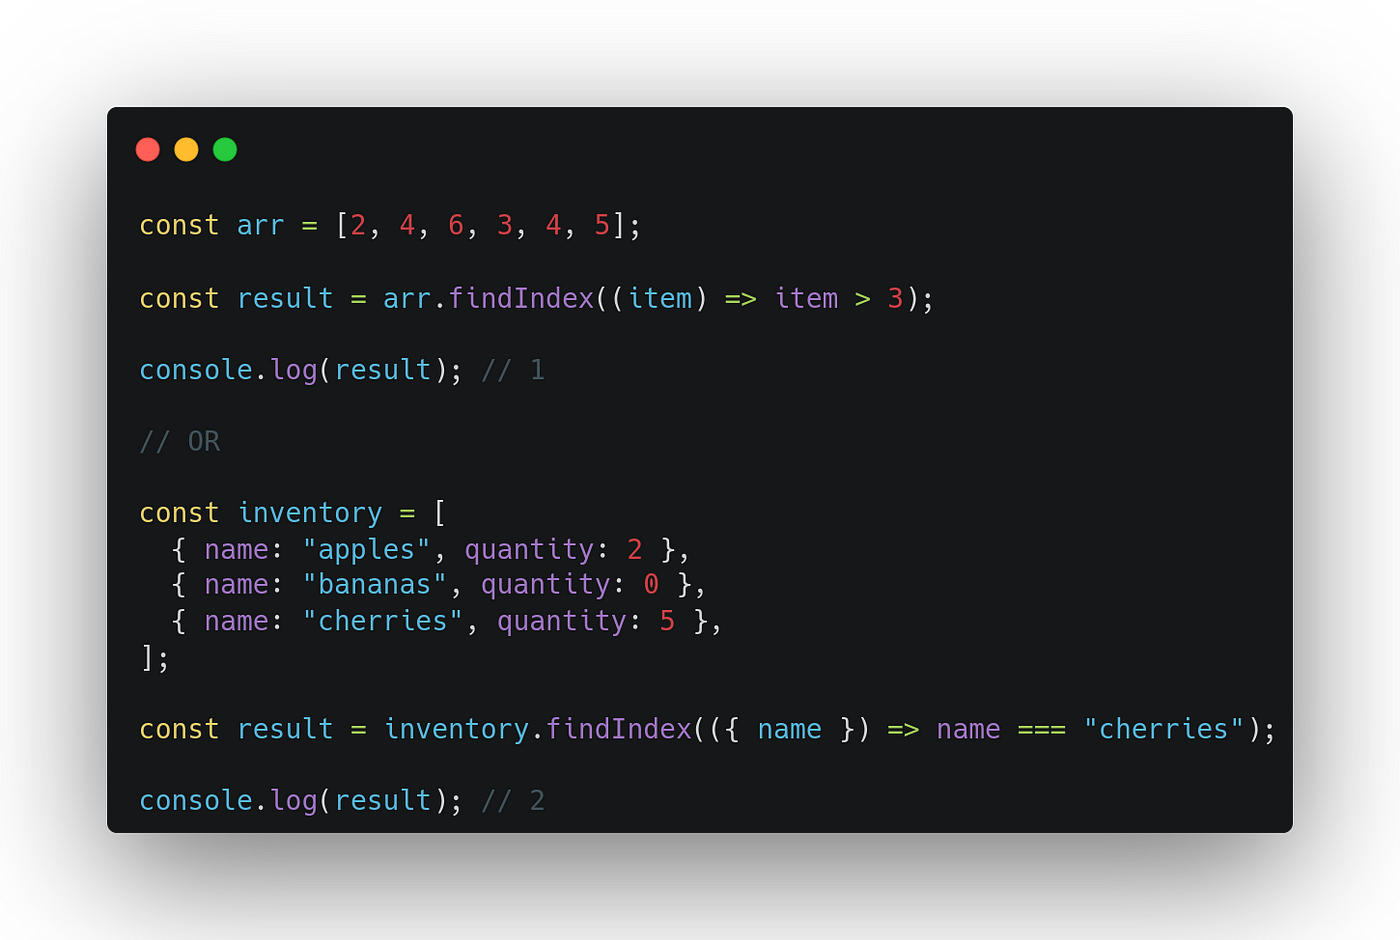 const arr = [2, 4, 6, 3, 4, 5];
const result = arr.findIndex((item) => item > 3);
console.log(result); // 1
// OR
const inventory = [
  { name: "apples", quantity: 2 },
  { name: "bananas", quantity: 0 },
  { name: "cherries", quantity: 5 },
];
const result = inventory.findIndex(({ name }) => name === "cherries");
console.log(result); // 2